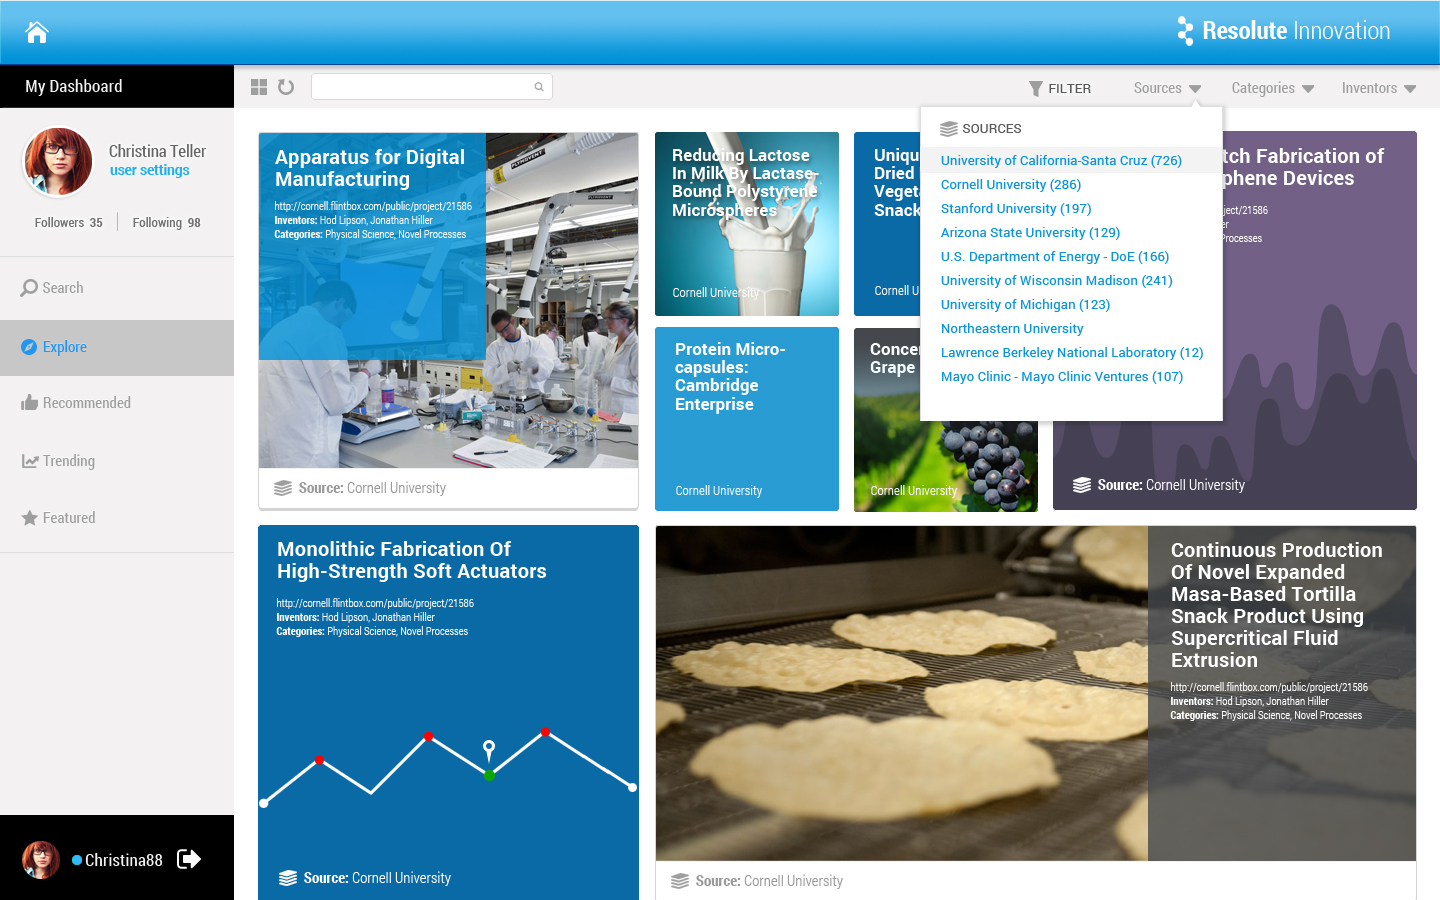 Resolute Innovation
My Dashboard
FILTER
Sources
Categories
Inventors
Christina Teller
user settings
Followers 35
Following 98
Search
Explore
Recommended
Trending
Featured
Christina88
Apparatus for Digital
Manufacturing
http://cornell.flintbox.com/public/project/21586
Inventors: Hod Lipson, Jonathan Hiller
Categories: Physical Science, Novel Processes
Source: Cornell University
Reducing Lactose
In Milk By Lactase-
Bound Polystyrene
Microspheres
Cornell University
Dried
Snack
Cornell
Protein Micro-
capsules:
Cambridge
Enterprise
Cornell University
Grape
Cornell University
SOURCES
University of California-Santa Cruz (726)
Cornell University (286)
Stanford University (197)
Arizona State University (129)
U.S. Department of Energy - DoE (166)
University of Wisconsin Madison (241)
University of Michigan (123)
Northeastern University
Lawrence Berkeley National Laboratory (12)
Mayo Clinic - Mayo Clinic Ventures (107)
Fabrication of
Devices
Processes
Source: Cornell University
Monolithic Fabrication Of
High-Strength Soft Actuators
http://cornell.flintbox.com/public/project/21586
Inventors: Hod Lipson, Jonathan Hiller
Categories: Physical Science, Novel Processes
Source: Cornell University
Continuous Production
Of Novel Expanded
Masa-Based Tortilla
Snack Product Using
Supercritical Fluid
Extrusion
http://cornell.flintbox.com/public/project/21586
Inventors: Hod Lipson, Jonathan Hiller
Categories: Physical Science, Novel Processes
Source: Cornell University